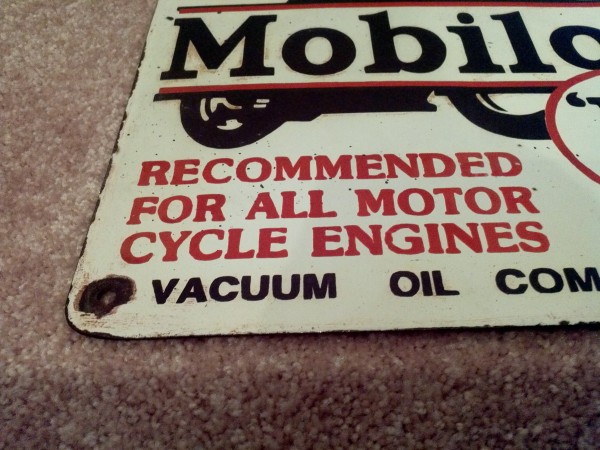 Mobilo
RECOMMENDED
FOR ALL MOTOR
CYCLE ENGINES
VACUUM OIL COM